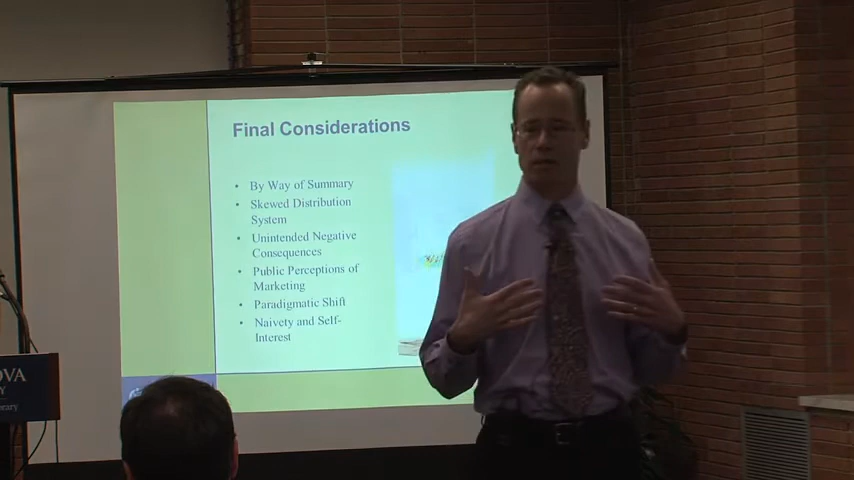 Final Considerations
• By Way of Summary
• Skewed Distribution
System
• Unintended Negative
Consequences
• Public Perceptions of
Marketing
• Paradigmatic Shift
• Naivety and Self-
Interest
OVA
Y